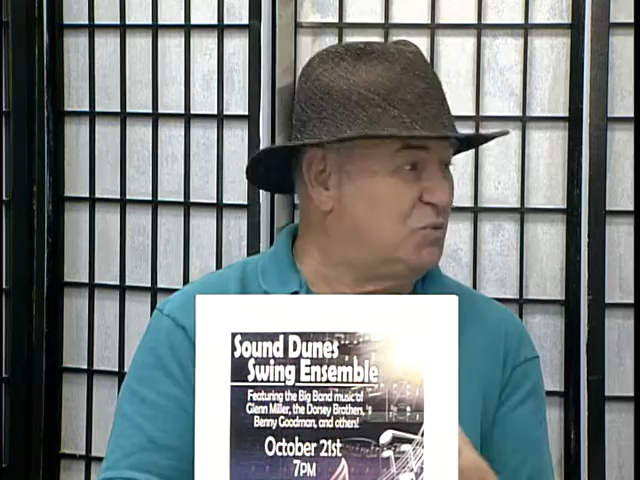 Sound Dunes
Swing Ensemble
Featuring the Big Band music of
Glenn Miller, the Dorsey Brothers,
Benny Goodman, and others!
October 21st
7PM